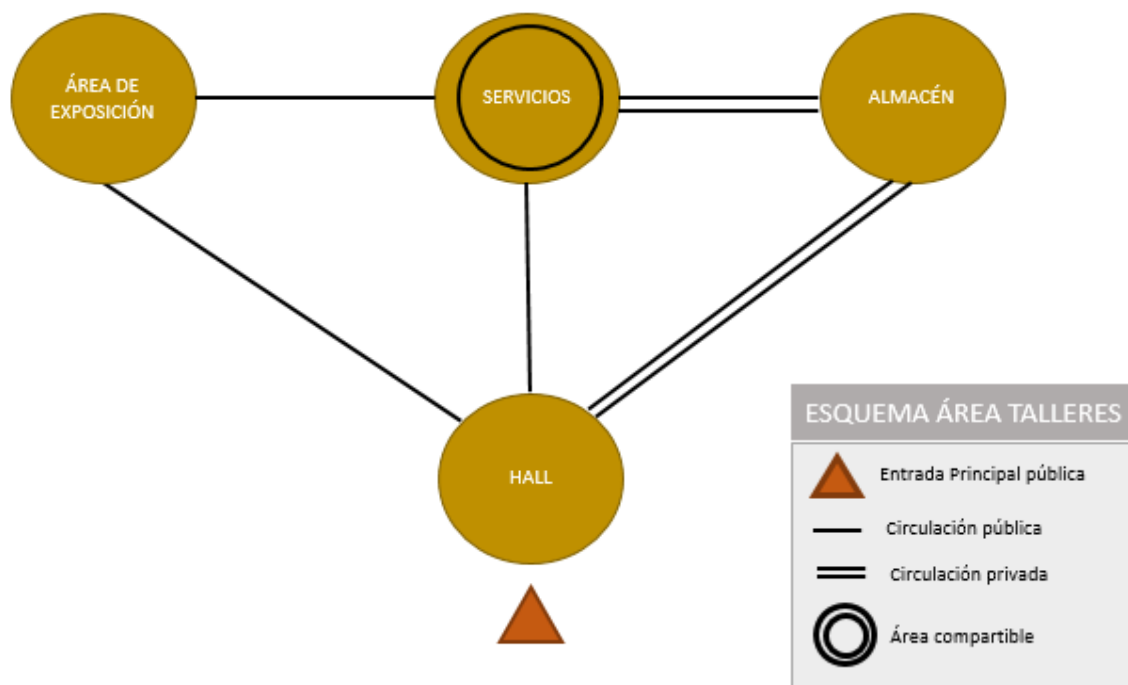 ÁREA DE
EXPOSICIÓN
SERVICIOS
ALMACÉN
HALL
ESQUEMA ÁREA TALLERES
Entrada Principal pública
Circulación pública
Circulación privada
Área compartible